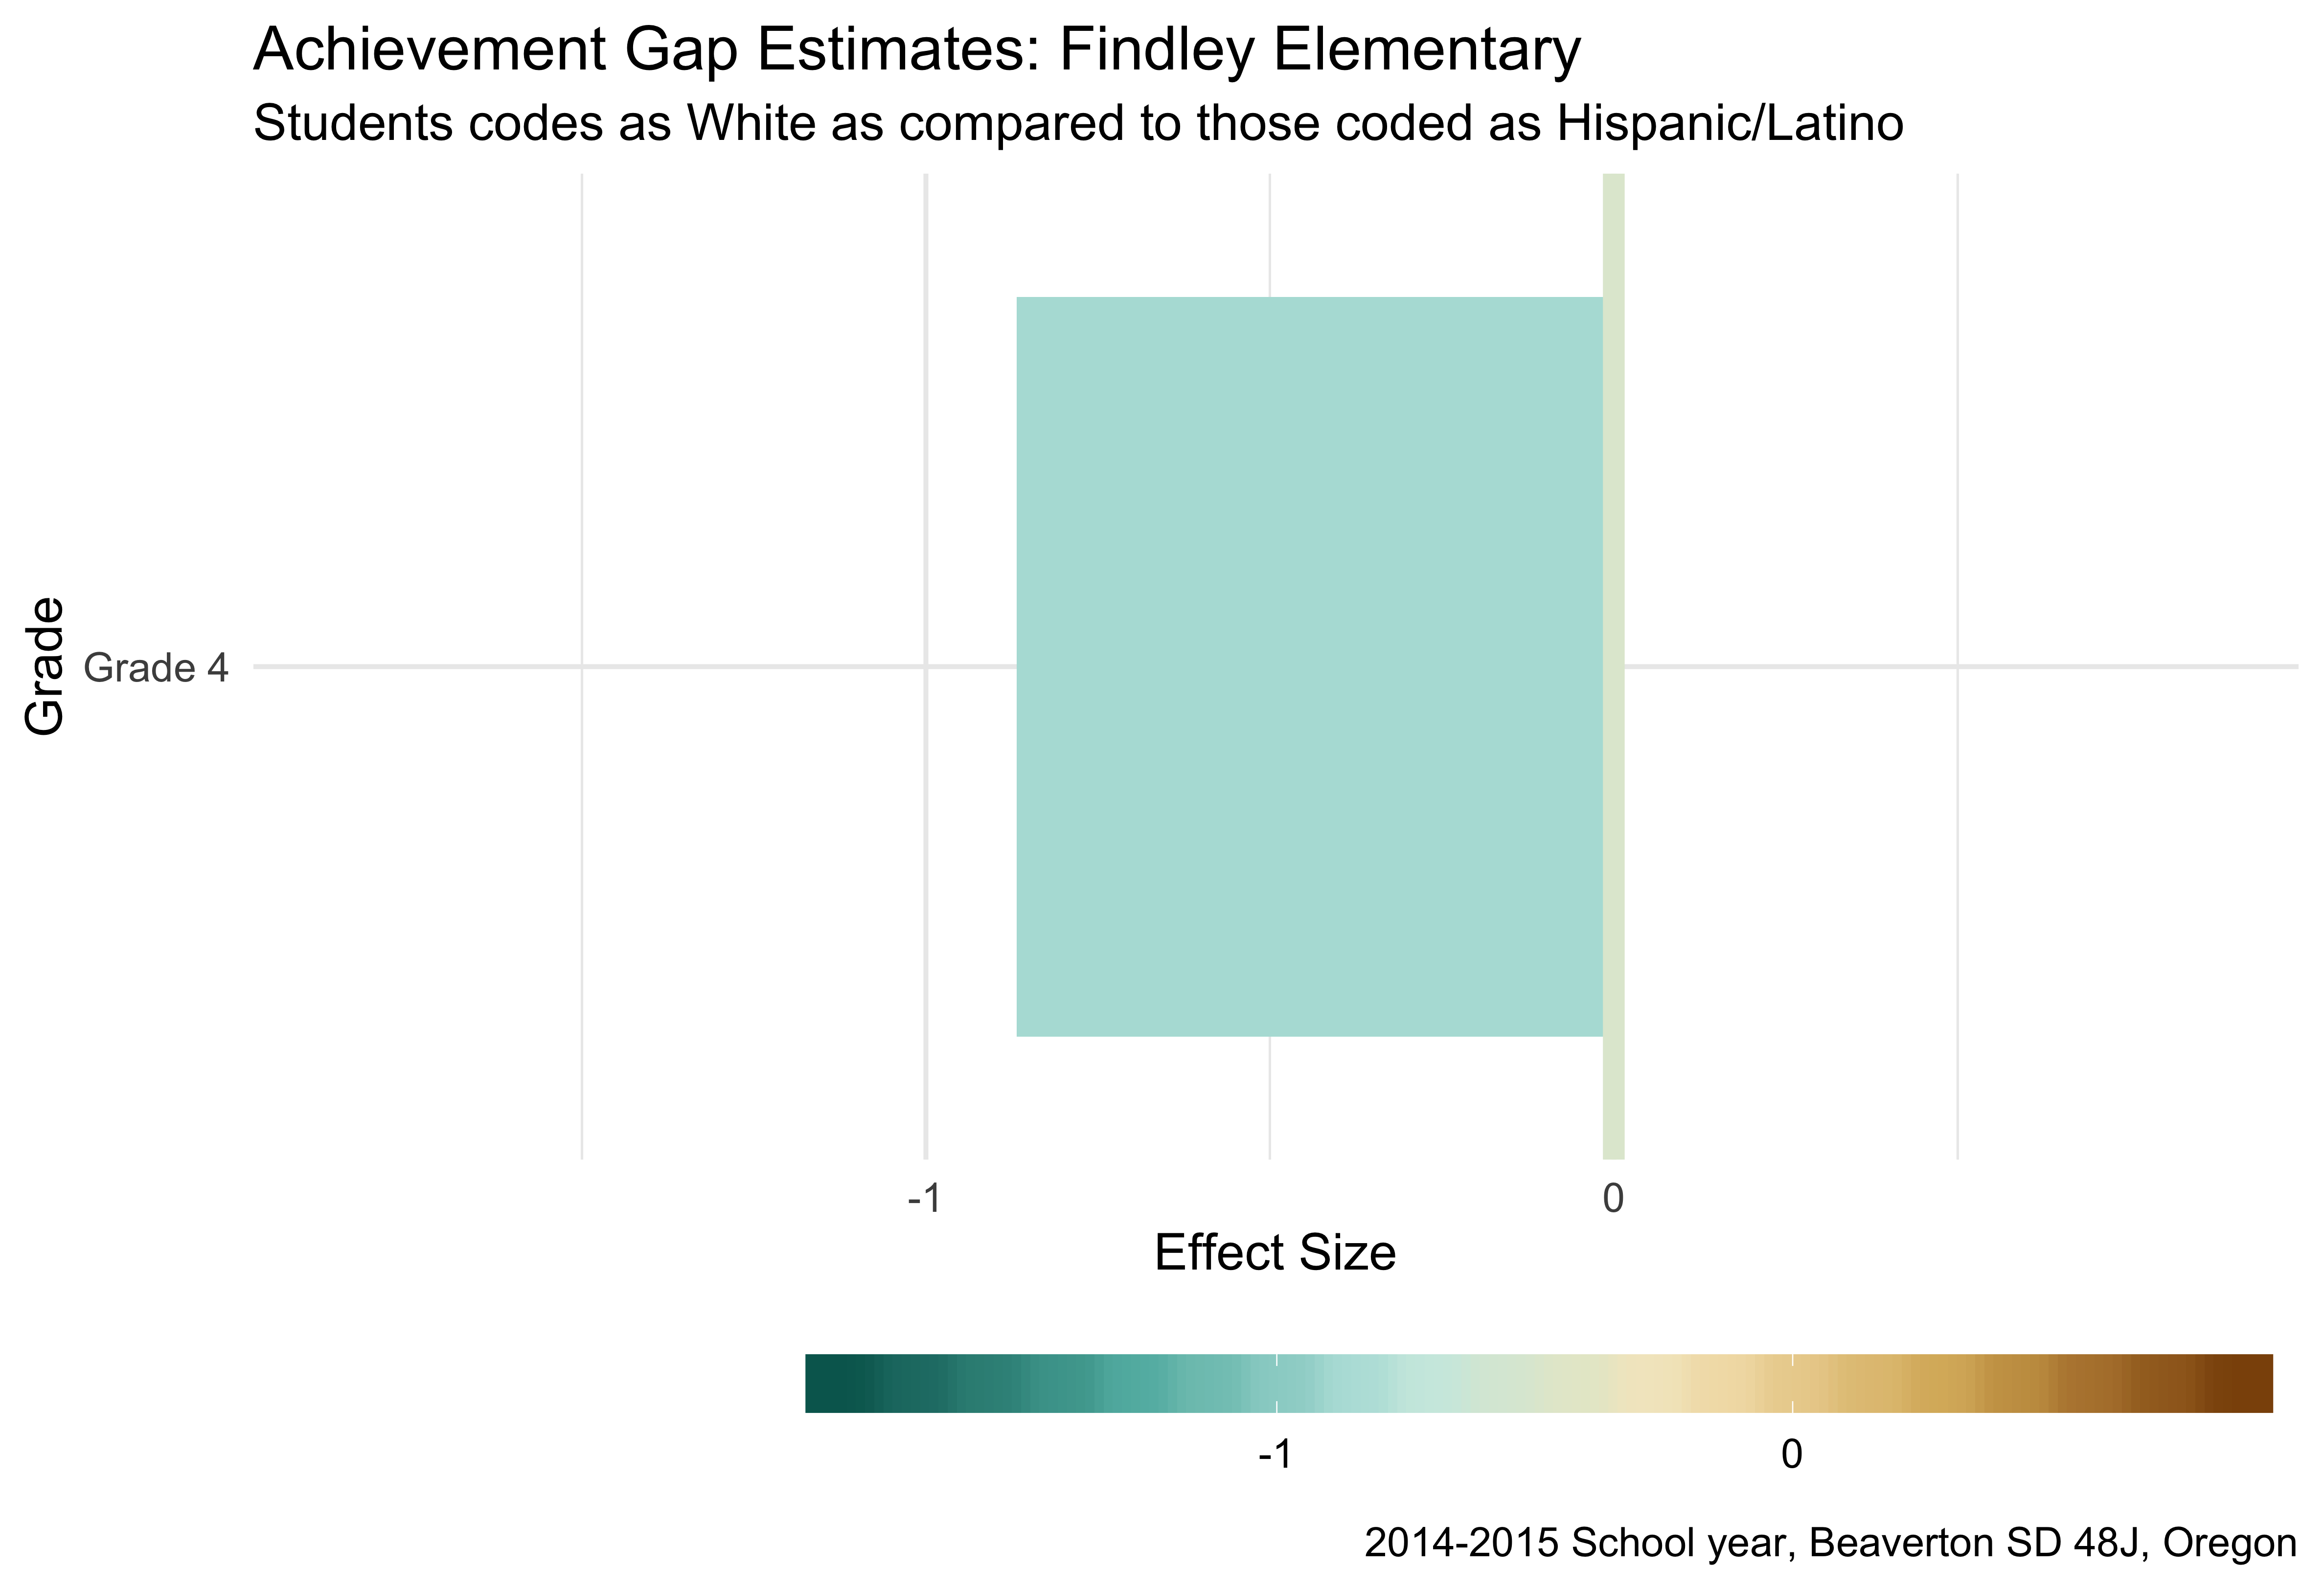 Achievement Gap Estimates: Findley Elementary
Students codes as White as compared to those coded as Hispanic/Latino
Grade
Grade 4
-1
0
Effect Size
-1
0
2014-2015 School year, Beaverton SD 48J, Oregon